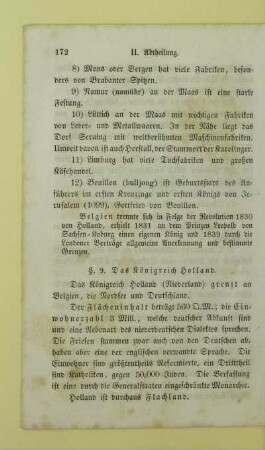 172 II. Abtheilung.
8) Mons oder Bergen hat viele Fabriken, beson-
ders von Brabanter Spitzen.
9) Namur (namühr) an der Maas ist eine starke
Festung.
10) Lüttich an der Maas mit wichtigen Fabriken
von Leder- und Metallwaaren. In der Nähe liegt das
Dorf Seraing mit weltberühmten Maschinenfabriken.
Unweit davon ist auch Herstall, der Stammort der Karolinger.
11) Limburg hat viele Tuchfabriken und großen
Käsehandel.
12) Bouillon (bulljong) ist Geburtsort des An-
führers im ersten Kreuzzuge und ersten Königs von Je-
rusalem (1099), Gottfried von Bouillon.
Belgien trennte sich in Folge der Revolution 1830
von Holland, erhielt 1831 an dem Prinzen Leopold von
Sachsen-Koburg einen eigenen König und 1839 durch die
Londoner Verträge allgemeine Anerkennung und bestimmte
Grenzen.
§. 9. Das Königreich Holland.
Das Königreich Holland (Niederland) grenzt an
Belgien, die Nordsee und Deutschland.
Der Flächeninhalt beträgt 560 □.M.; die Ein-
wohnerzahl 3 Mill., welche deutscher Abkunft sind
und eine Redenart des niederdeutschen Dialektes sprechen.
Die Friesen stammen zwar auch von den Deutschen ab,
haben aber eine der englischen verwandte Sprache. Die
Einwohner sind größtentheils Reformirte, ein Dritttheil
sind Katholiken, gegen 50,000 Juden. Die Verfassung
ist eine durch die Generalstaaten eingeschränkte Monarchie.
Holland ist durchaus Flachland.